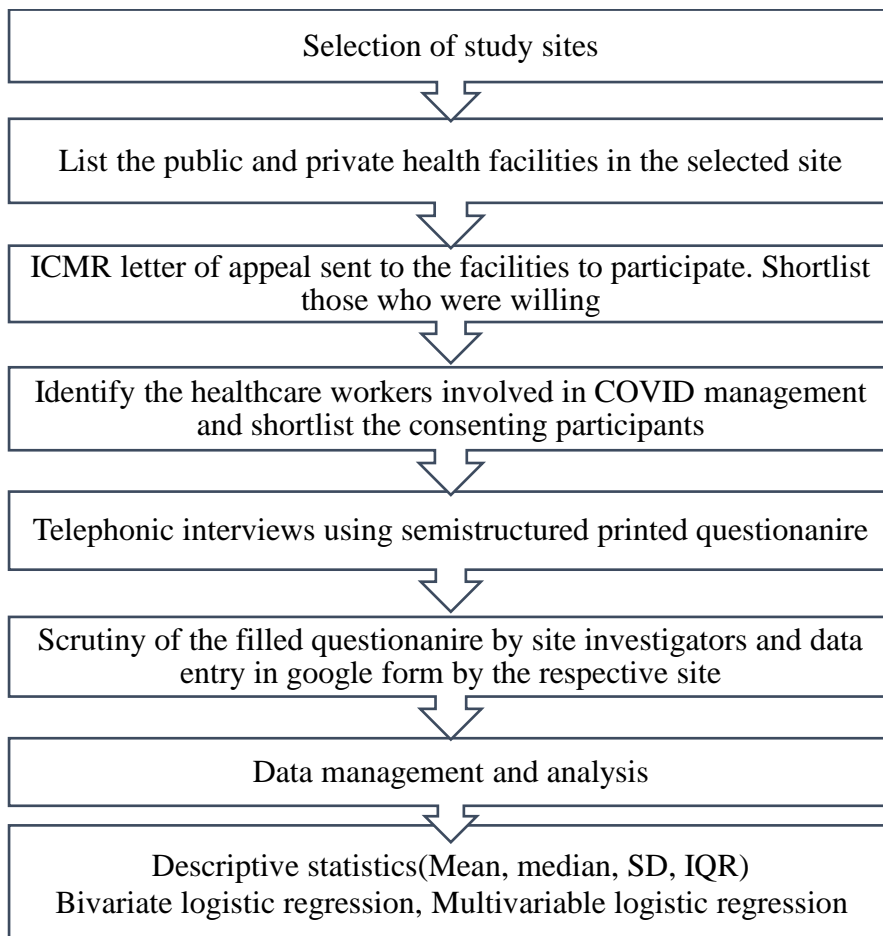 Selection of study sites
List the public and private health facilities in the selected site
ICMR letter of appeal sent to the facilities to participate. Shortlist
those who were willing
Identify the healthcare workers involved in COVID management
and shortlist the consenting participants
Telephonic interviews using semistructured printed questionanire
Scrutiny of the filled questionanire by site investigators and data
entry in google form by the respective site
Data management and analysis
Descriptive statistics(Mean, median, SD, IQR)
Bivariate logistic regression, Multivariable logistic regression